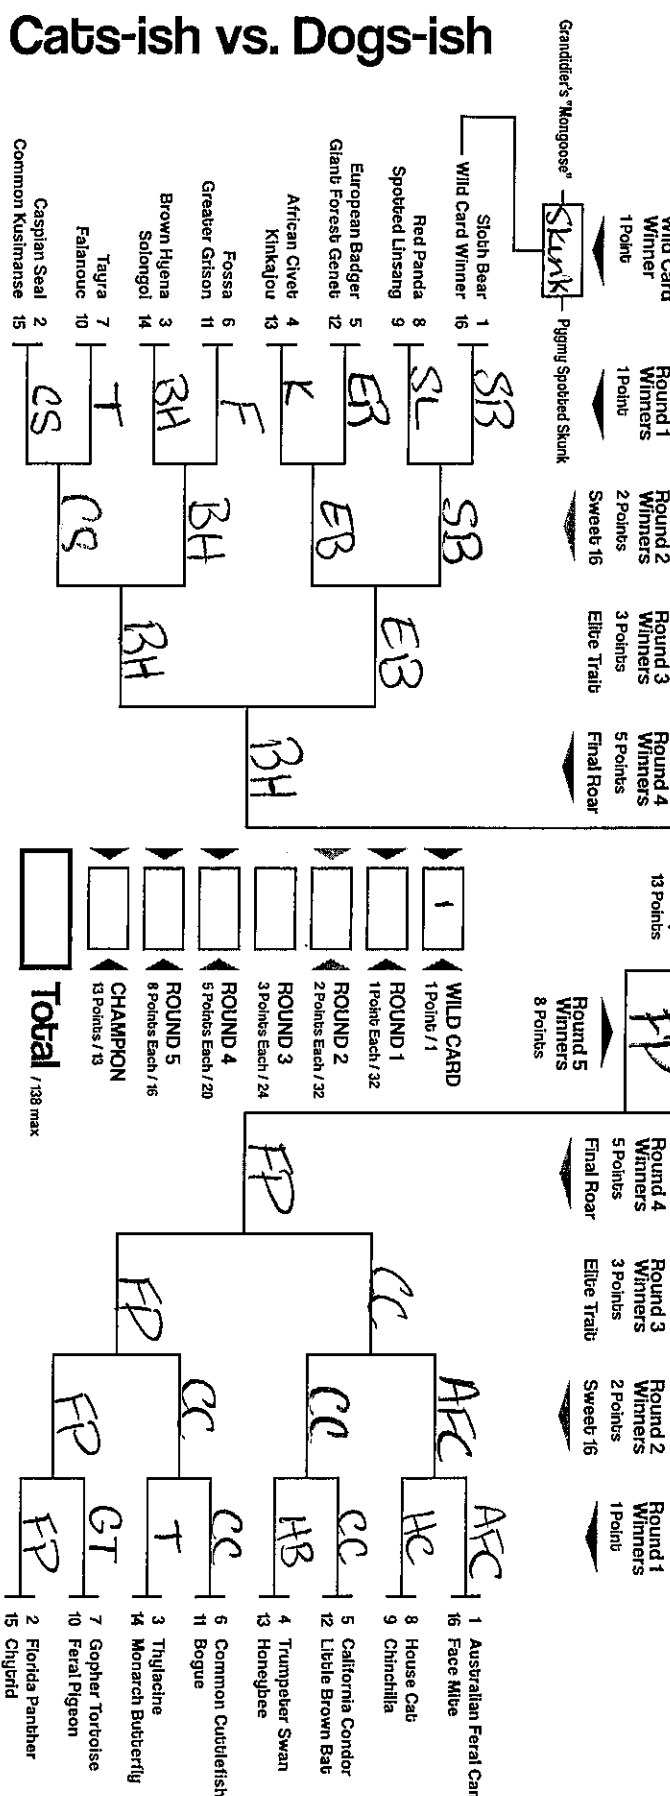 Cats-ish vs. Dogs-ish
Grandidier's "Mongoose"
Skunk
Pygmy Spotted Skunk
Wild Card Winner
1 Point
Round 1 Winners
1 Point
Round 2 Winners
2 Points
Sweet 16
Round 3 Winners
3 Points
Elite Trait
Round 4 Winners
5 Points
Final Roar
Sloth Bear 1
Wild Card Winner 16
Red Panda 8
Spotted Linsang 9
European Badger 5
Giant Forest Genet 12
African Civet 4
Kinkajou 13
Fossa 6
Greater Grison 11
Brown Hyena 3
Solongoi 14
Tayra 7
Falanouc 10
Caspian Seal 2
Common Kusimanse 15
SB
SL
EB
K
F
BH
T
CS
SB
EB
BH
CS
EB
BH
BH
13 Points
FP
Round 5 Winners
8 Points
1
WILD CARD
1 Point / 1
ROUND 1
1 Point Each / 32
ROUND 2
2 Points Each / 32
ROUND 3
3 Points Each / 24
ROUND 4
5 Points Each / 20
ROUND 5
8 Points Each / 16
CHAMPION
13 Points / 13
Total / 138 max
Round 4 Winners
5 Points
Final Roar
Round 3 Winners
3 Points
Elite Trait
Round 2 Winners
2 Points
Sweet 16
Round 1 Winners
1 Point
FP
CC
FP
AFC
CC
CC
FP
AFC
HC
CC
HB
CC
T
GT
FP
1 Australian Feral Camel
16 Face Mite
8 House Cat
9 Chinchilla
5 California Condor
12 Little Brown Bat
4 Trumpeter Swan
13 Honeybee
6 Common Cuttlefish
11 Bogue
3 Thylacine
14 Monarch Butterfly
7 Gopher Tortoise
10 Feral Pigeon
2 Florida Panther
15 Chytrid